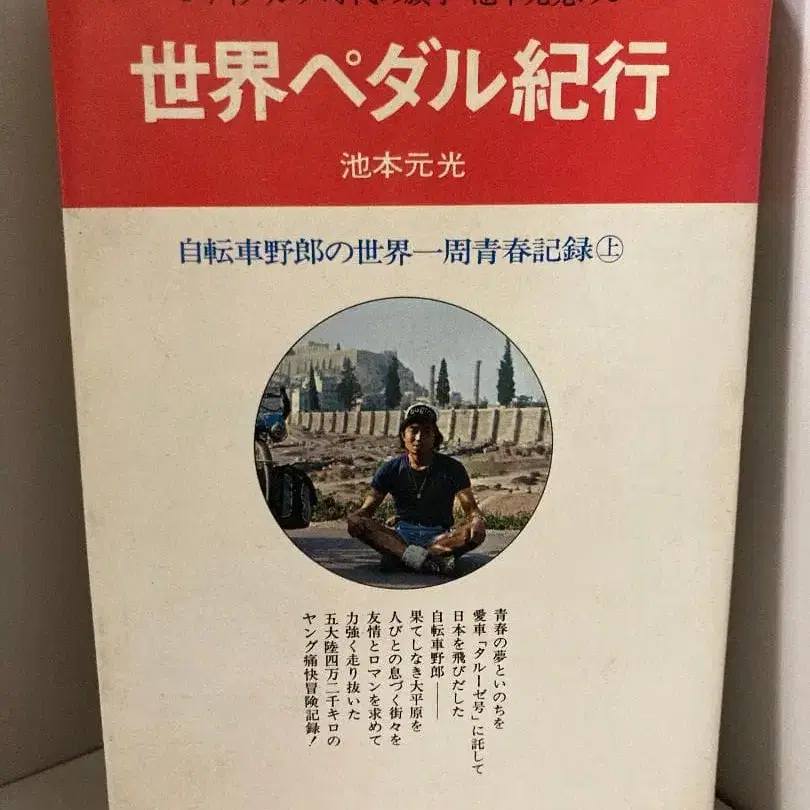 世界ペダル紀行
池本元光
自転車野郎の世界一周青春記録㊤
青春の夢といのちを
愛車「タルーゼ号」に託して
日本を飛びだした
自転車野郎――
果てしなき大平原を
人びとの息づく街々を
友情とロマンを求めて
力強く走り抜いた
五大陸四万二千キロの
ヤング痛快冒険記録！